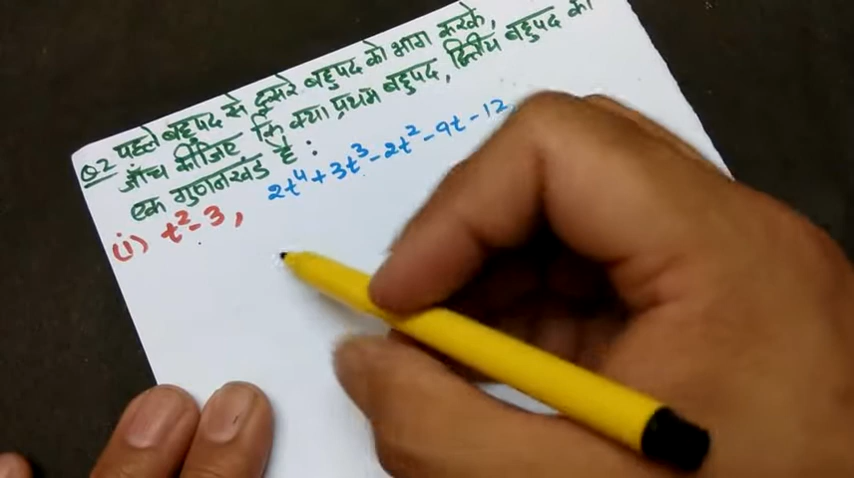 Q.2 पहले बहुपद से दूसरे बहुपद को भाग करके,
जाँच कीजिए कि क्या प्रथम बहुपद, द्वितीय बहुपद का
एक गुणनखंड है :
(i) t² - 3, 2t⁴ + 3t³ - 2t² - 9t - 12